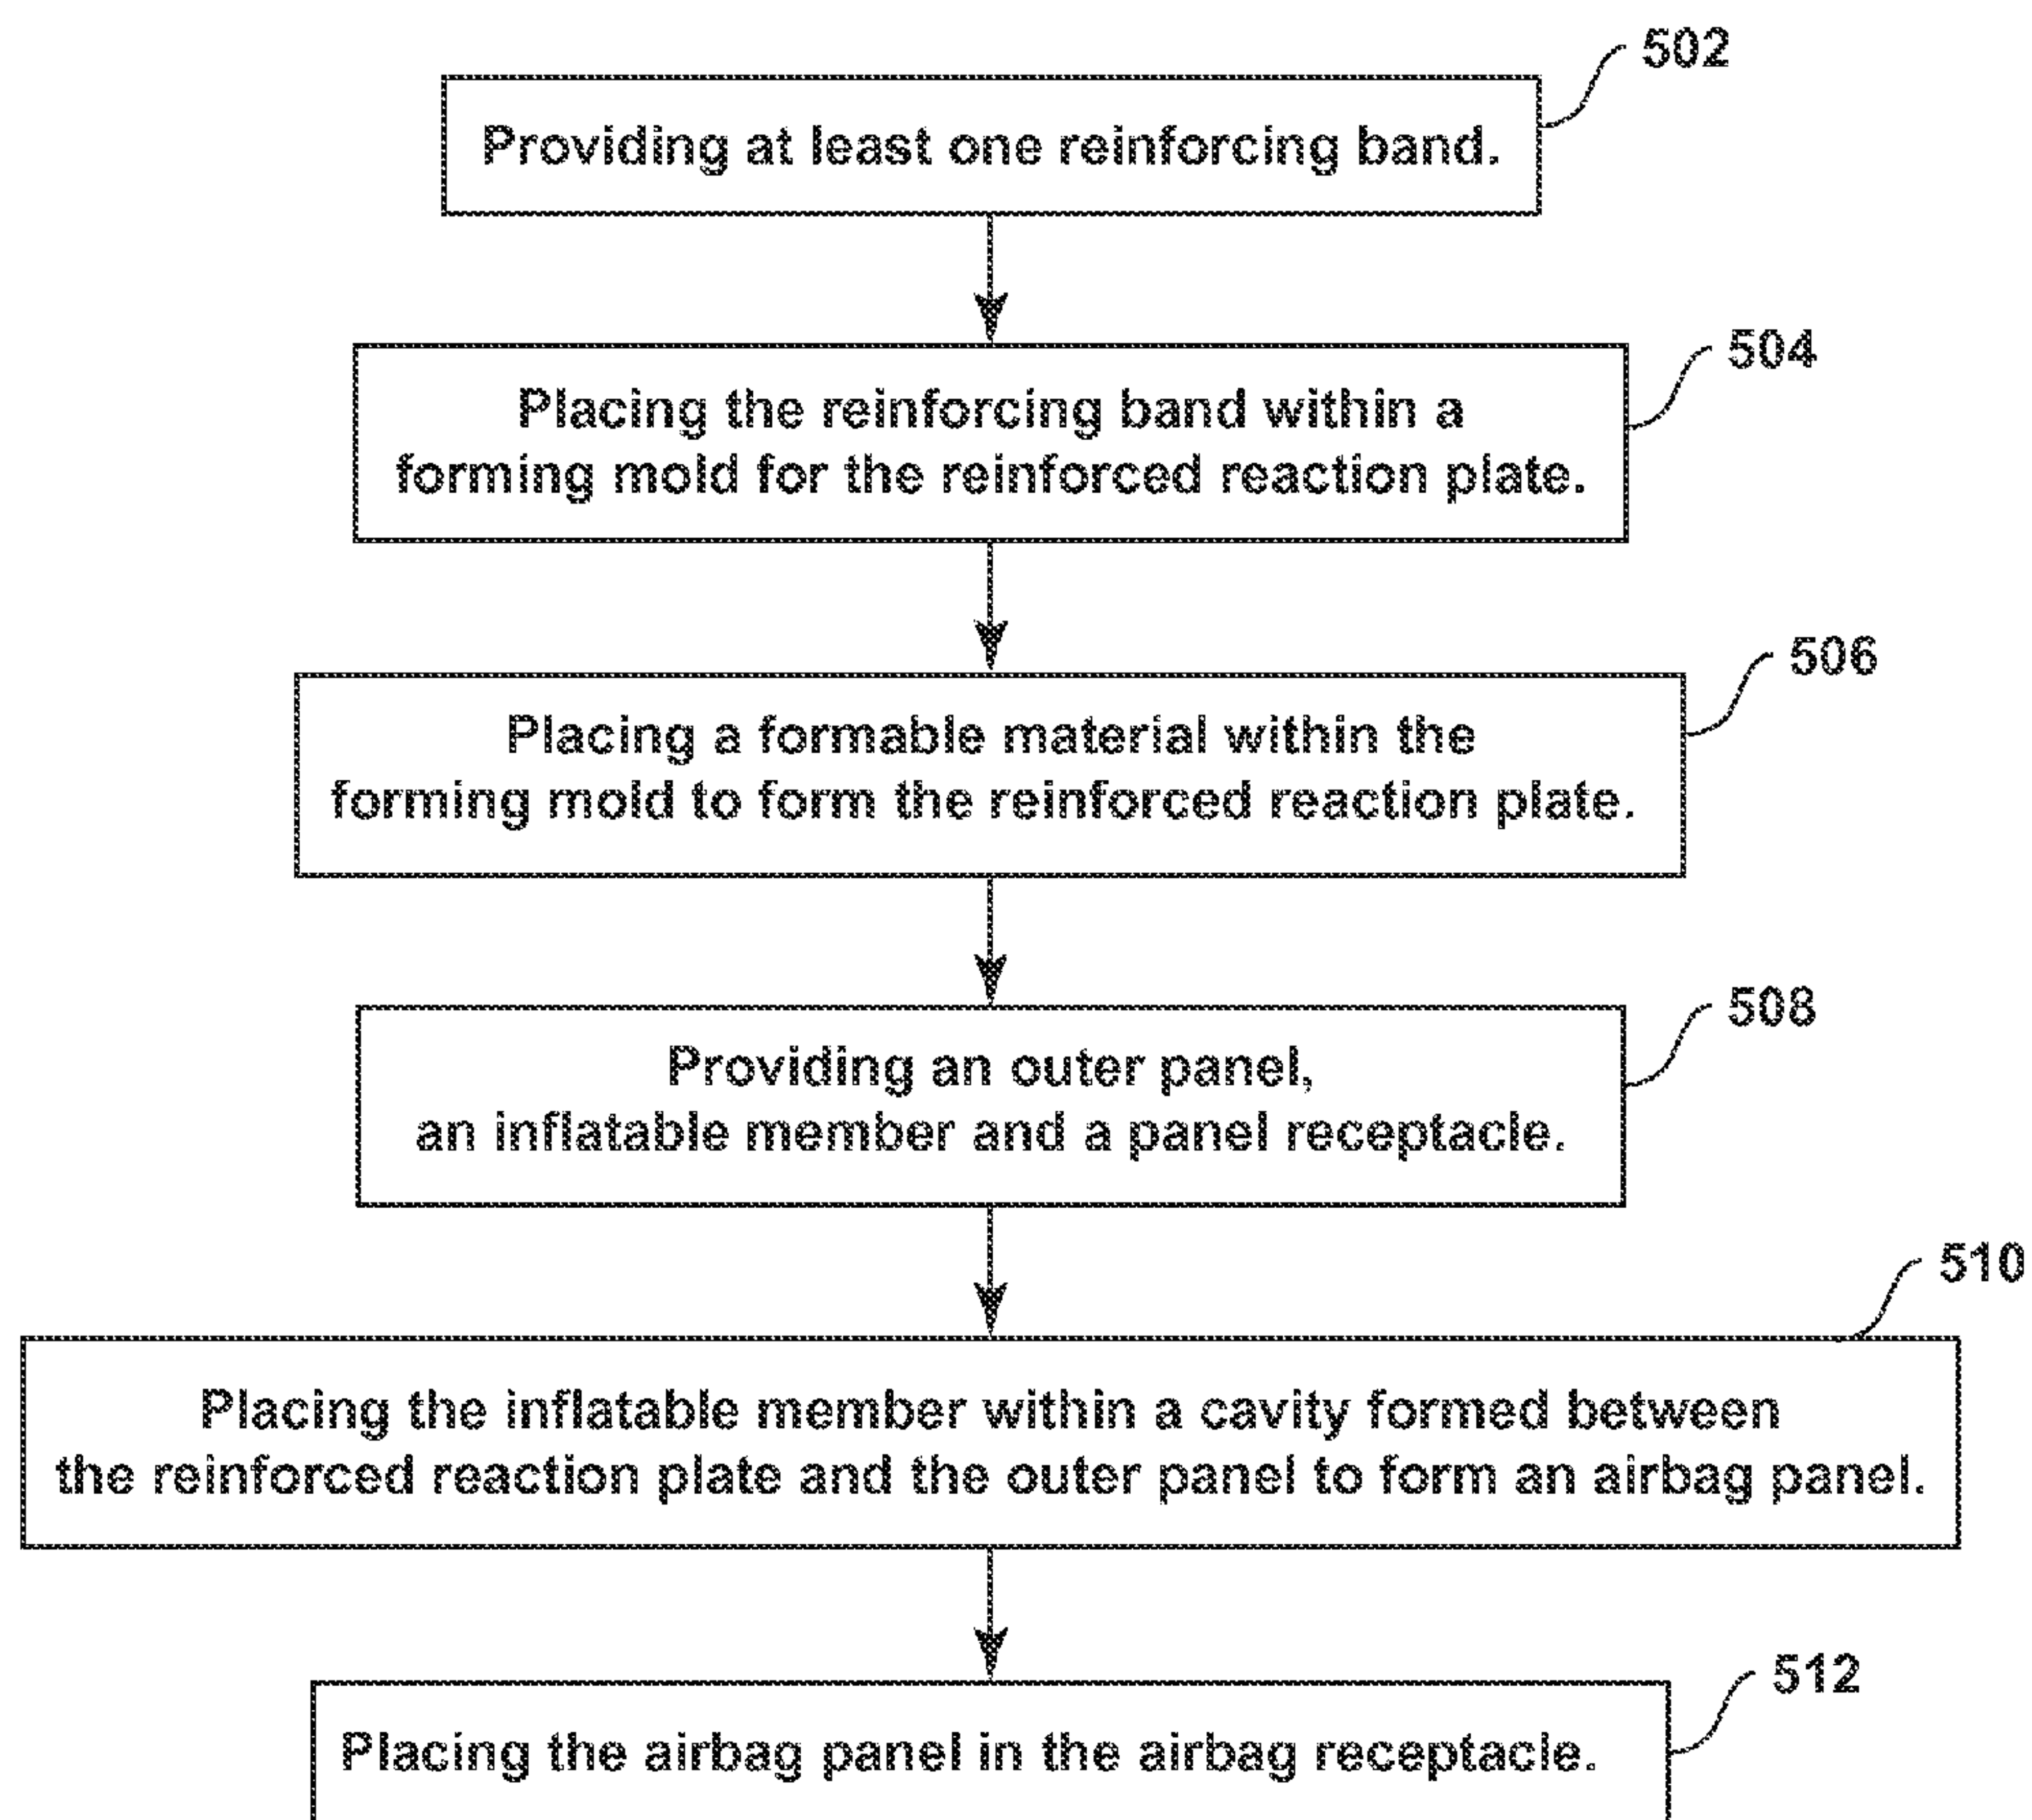 502
Providing at least one reinforcing band.
504
Placing the reinforcing band within a
forming mold for the reinforced reaction plate.
506
Placing a formable material within the
forming mold to form the reinforced reaction plate.
508
Providing an outer panel,
an inflatable member and a panel receptacle.
510
Placing the inflatable member within a cavity formed between
the reinforced reaction plate and the outer panel to form an airbag panel.
512
Placing the airbag panel in the airbag receptacle.